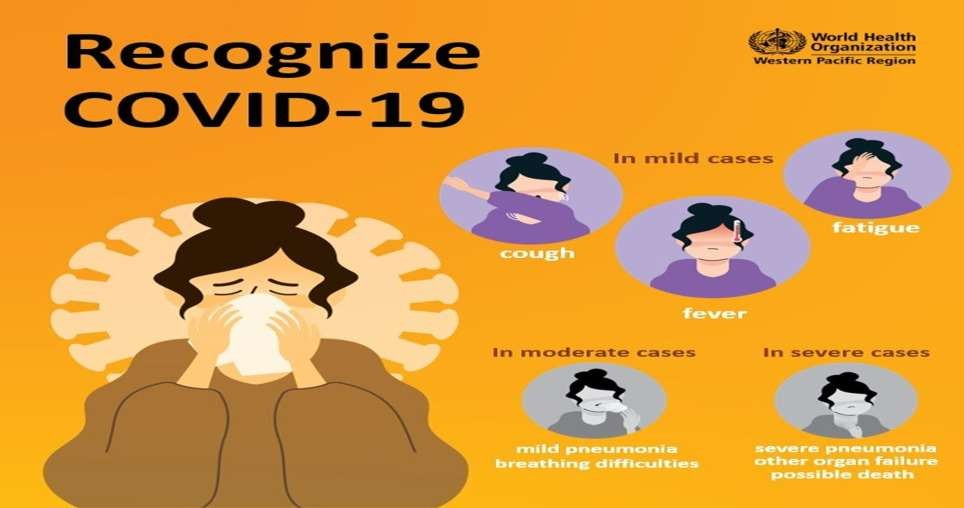 Recognize
COVID-19
World Health
Organization
Western Pacific Region
In mild cases
cough
fever
fatigue
In moderate cases
mild pneumonia
breathing difficulties
In severe cases
severe pneumonia
other organ failure
possible death